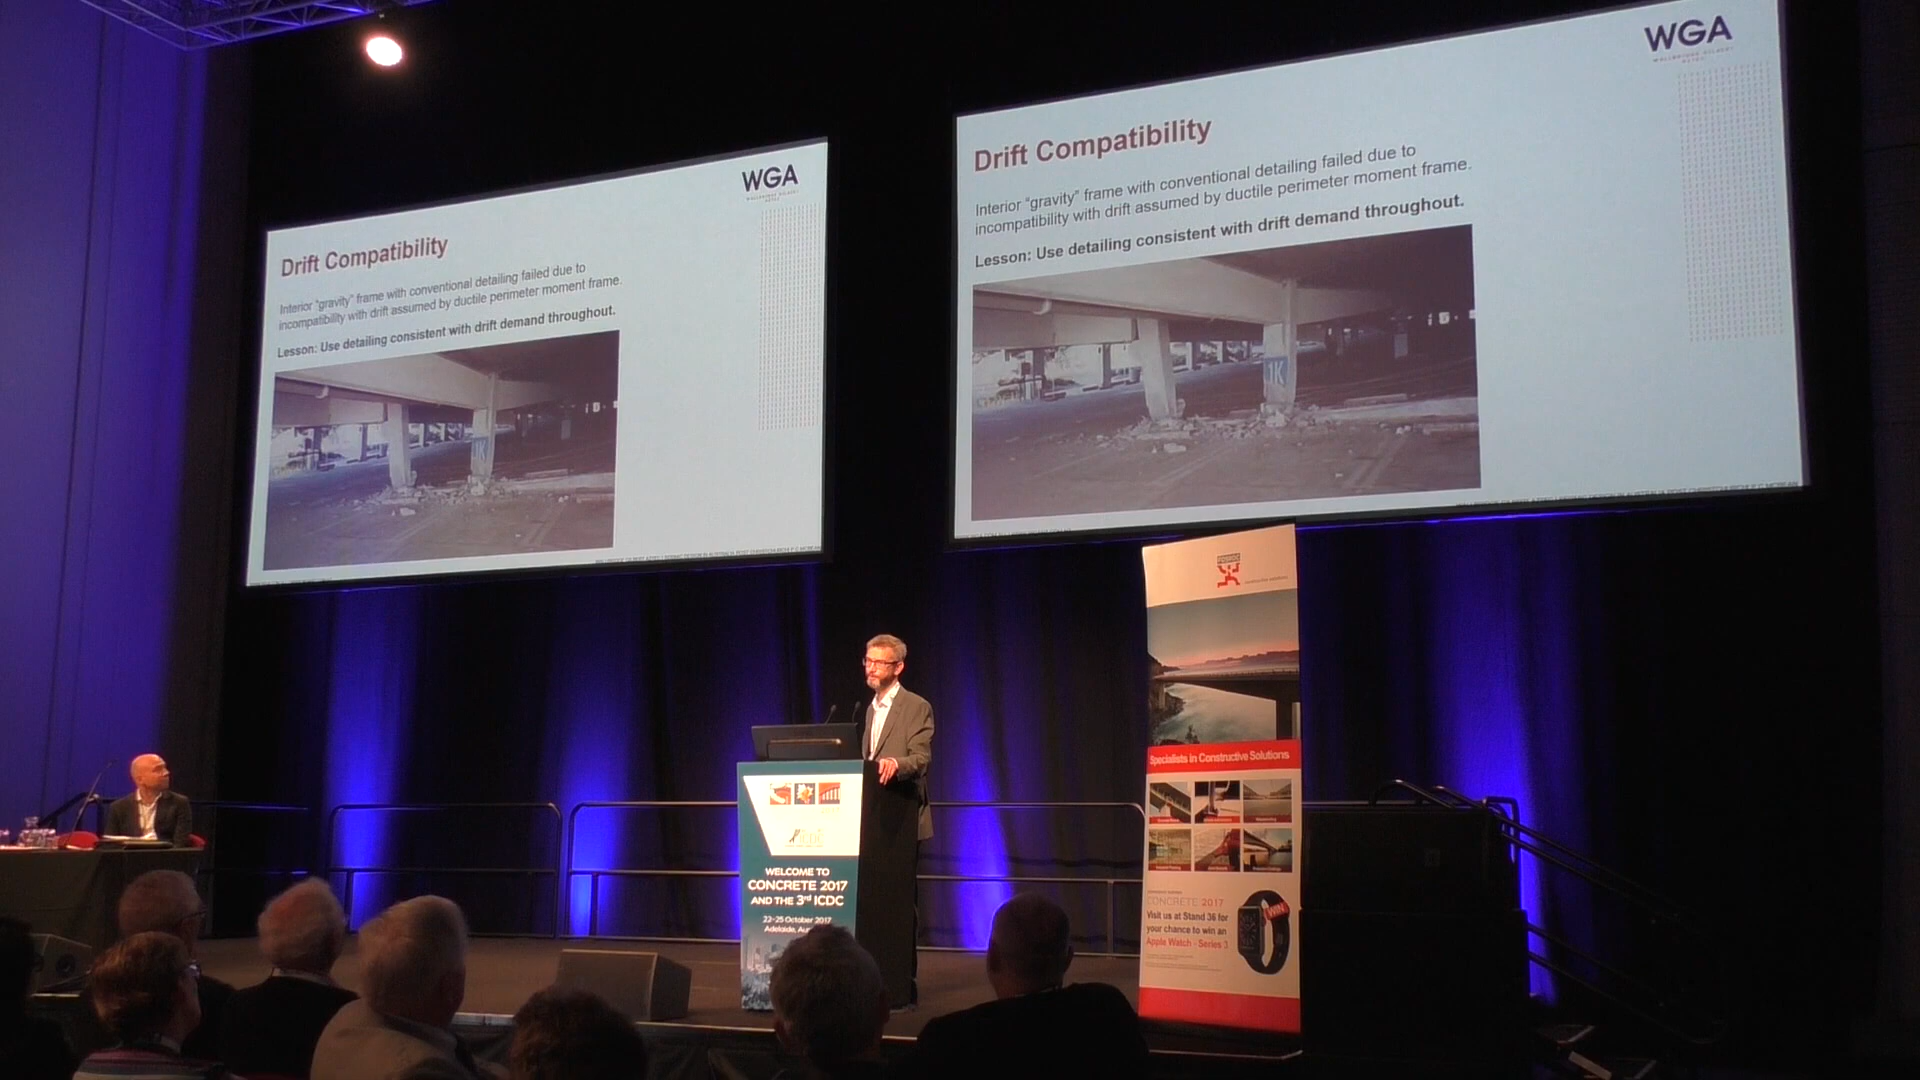 WGA
Drift Compatibility
Interior “gravity” frame with conventional detailing failed due to
incompatibility with drift assumed by ductile perimeter moment frame.
Lesson: Use detailing consistent with drift demand throughout.
1K
WGA
Drift Compatibility
Interior “gravity” frame with conventional detailing failed due to
incompatibility with drift assumed by ductile perimeter moment frame.
Lesson: Use detailing consistent with drift demand throughout.
1K
WELCOME TO
CONCRETE 2017
AND THE 3rd ICDC
22-25 October 2017
Adelaide,
Specialists in Constructive Solutions
CONCRETE 2017
Visit us at Stand 36 for
your chance to win an
Apple Watch - Series 3
WIN